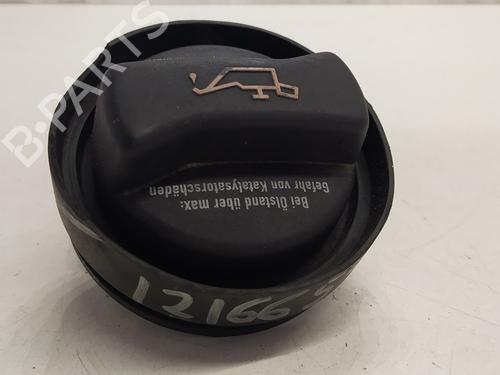 B-PARTS
Bei Ölstand über max:
Gefahr von Katalysatorschäden
12166